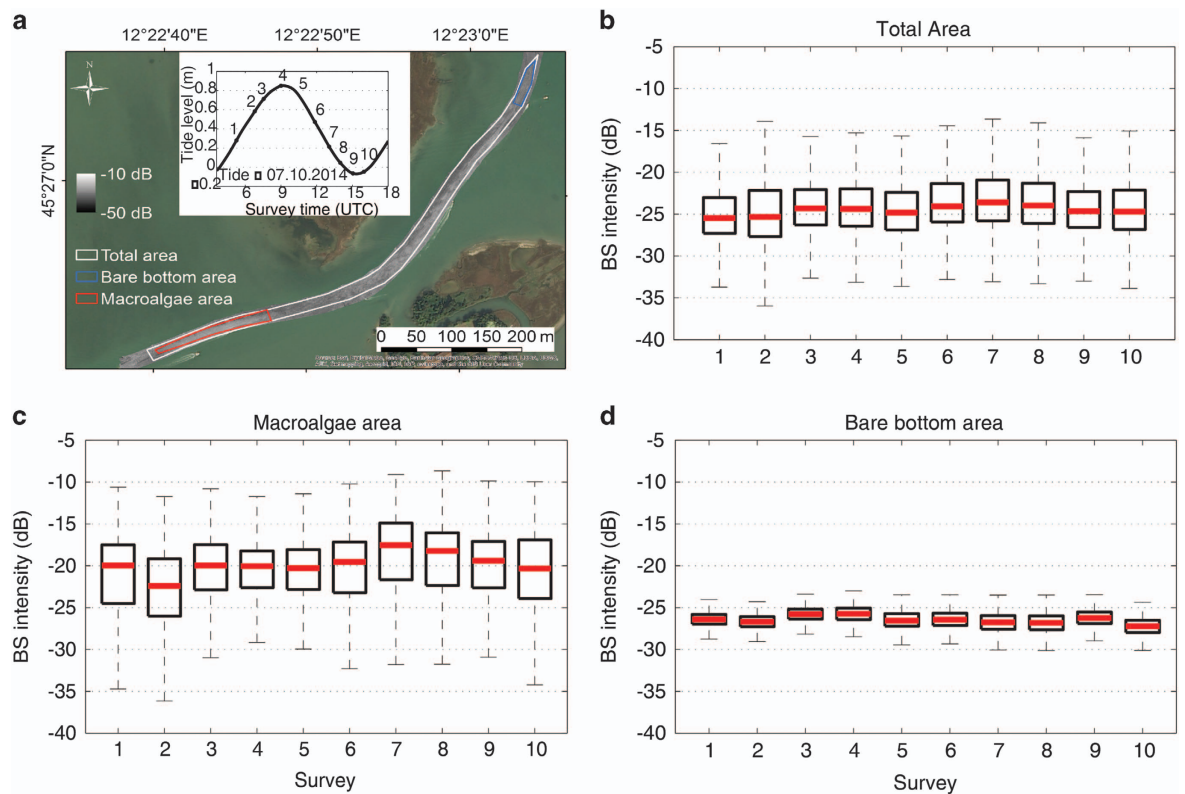 a
12°22'40"E 12°22'50"E 12°23'0"E
45°27'0"N
N
1
0.8
0.6
0.4
0.2
0
0.2
Tide level (m)
1 2 3 4 5 6 7 8 9 10
Tide 07.10.2014
6 9 12 15 18
Survey time (UTC)
-10 dB
-50 dB
Total area
Bare bottom area
Macroalgae area
0 50 100 150 200 m
b
Total Area
BS intensity (dB)
-5
-10
-15
-20
-25
-30
-35
-40
1 2 3 4 5 6 7 8 9 10
c
Macroalgae area
BS intensity (dB)
-5
-10
-15
-20
-25
-30
-35
-40
1 2 3 4 5 6 7 8 9 10
Survey
d
Bare bottom area
BS intensity (dB)
-5
-10
-15
-20
-25
-30
-35
-40
1 2 3 4 5 6 7 8 9 10
Survey